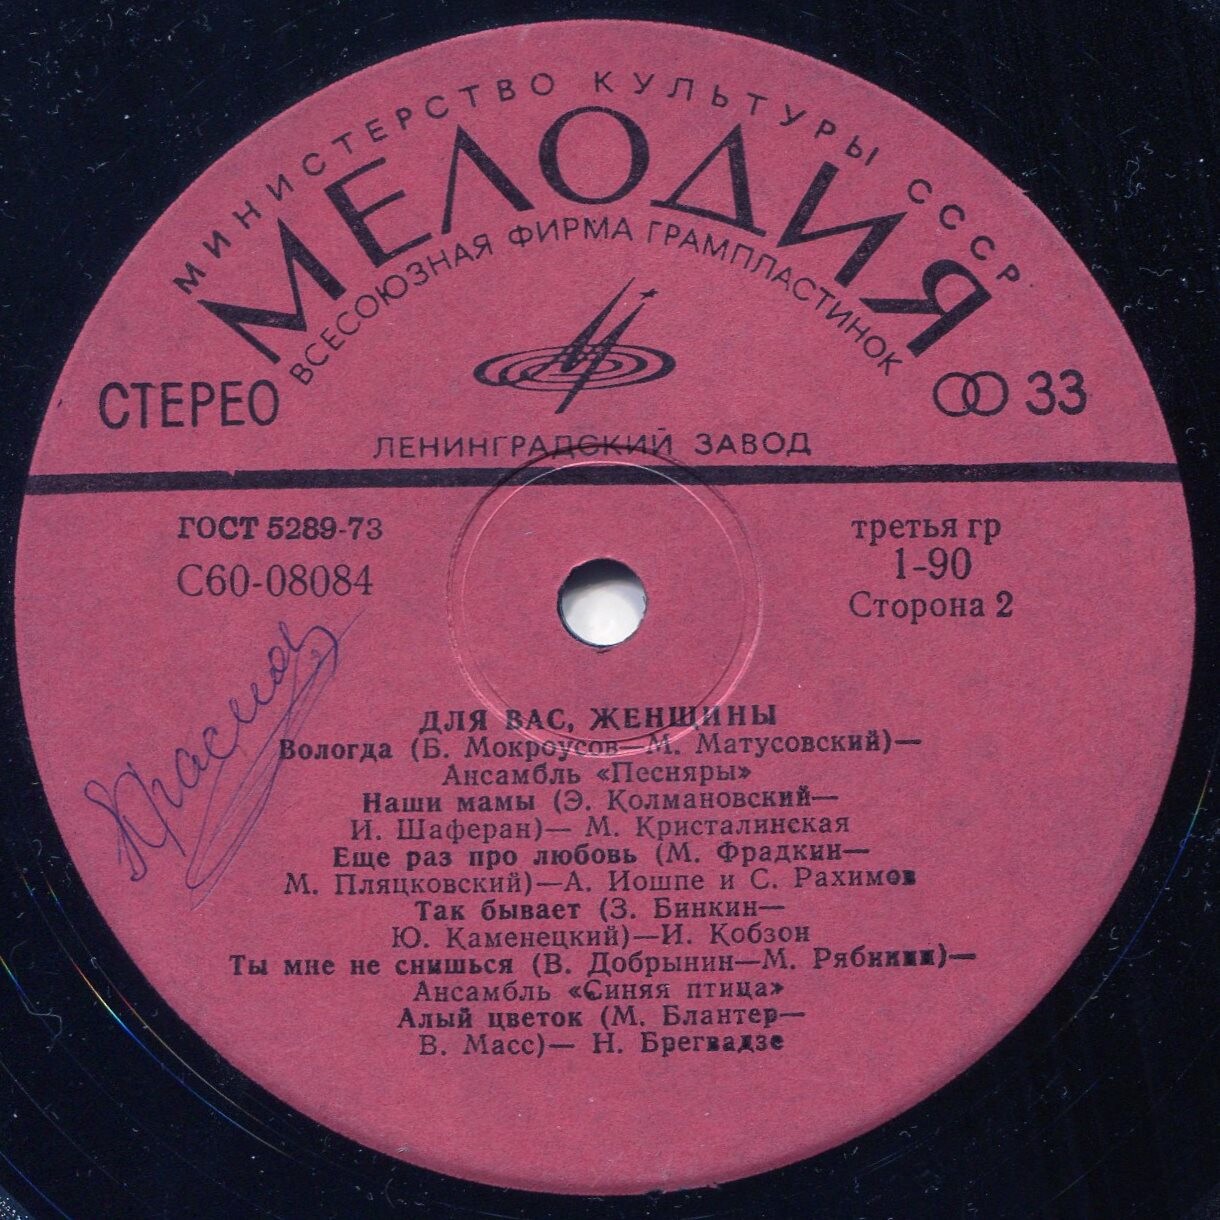 МИНИСТЕРСТВО КУЛЬТУРЫ СССР
МЕЛОДИЯ
ВСЕСОЮЗНАЯ ФИРМА ГРАМПЛАСТИНОК
СТЕРЕО
33
ЛЕНИНГРАДСКИЙ ЗАВОД
ГОСТ 5289-73
С60-08084
третья гр
1-90
Сторона 2
ДЛЯ ВАС, ЖЕНЩИНЫ
Вологда (Б. Мокроусов—М. Матусовский)—
Ансамбль «Песняры»
Наши мамы (Э. Колмановский—
И. Шаферан)— М. Кристалинская
Еще раз про любовь (М. Фрадкин—
М. Пляцковский)—А. Иошпе и С. Рахимов
Так бывает (З. Бинкин—
Ю. Каменецкий)—И. Кобзон
Ты мне не снишься (В. Добрынин—М. Рябинин)—
Ансамбль «Синяя птица»
Алый цветок (М. Блантер—
В. Масс)— Н. Брегвадзе